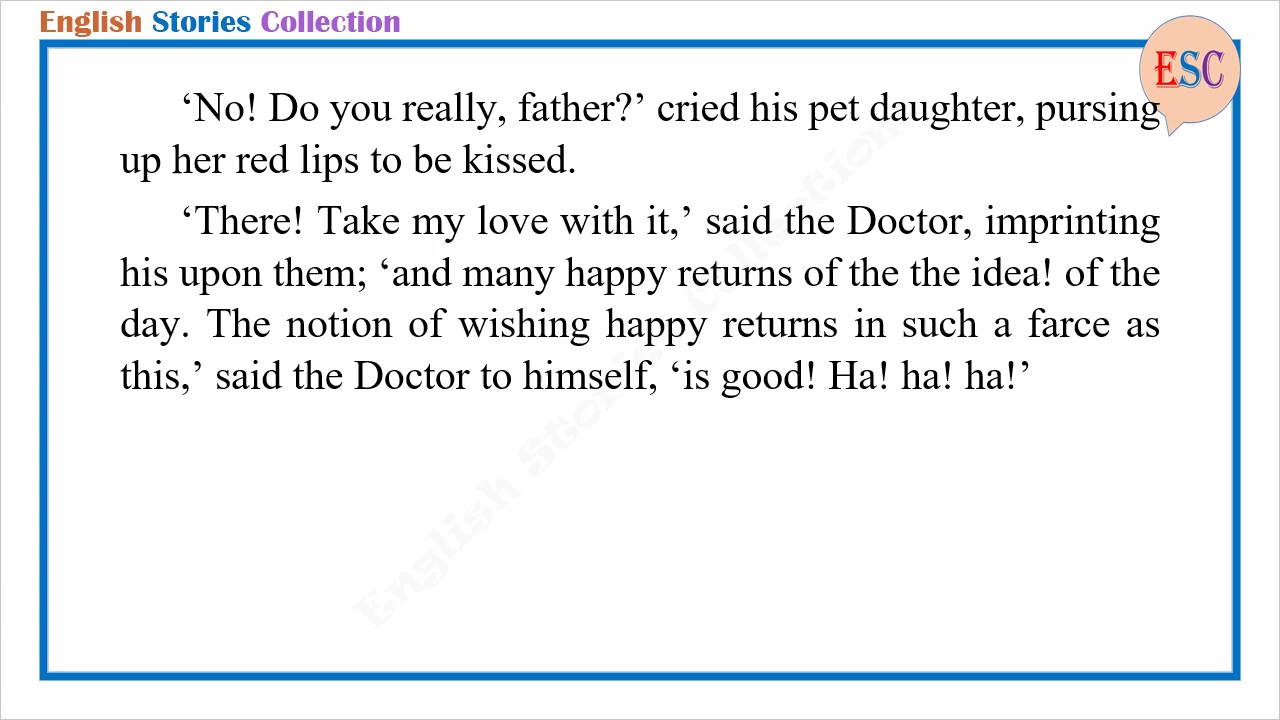 English Stories Collection
ESC
‘No! Do you really, father?’ cried his pet daughter, pursing
up her red lips to be kissed.
‘There! Take my love with it,’ said the Doctor, imprinting
his upon them; ‘and many happy returns of the the idea! of the
day. The notion of wishing happy returns in such a farce as
this,’ said the Doctor to himself, ‘is good! Ha! ha! ha!’
English Stories Collection